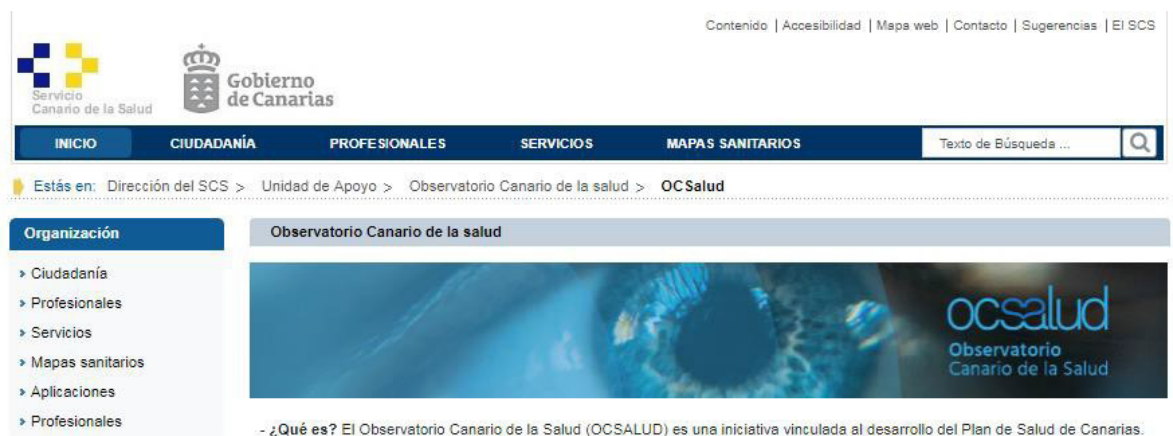 Contenido | Accesibilidad | Mapa web | Contacto | Sugerencias | El SCS
Servicio
Canario de la Salud
Gobierno
de Canarias
INICIO CIUDADANÍA PROFESIONALES SERVICIOS MAPAS SANITARIOS Texto de Búsqueda ...
Estás en: Dirección del SCS > Unidad de Apoyo > Observatorio Canario de la salud > OCSalud
Organización
Observatorio Canario de la salud
› Ciudadanía
› Profesionales
› Servicios
› Mapas sanitarios
› Aplicaciones
› Profesionales
ocsalud
Observatorio
Canario de la Salud
- ¿Qué es? El Observatorio Canario de la Salud (OCSALUD) es una iniciativa vinculada al desarrollo del Plan de Salud de Canarias.